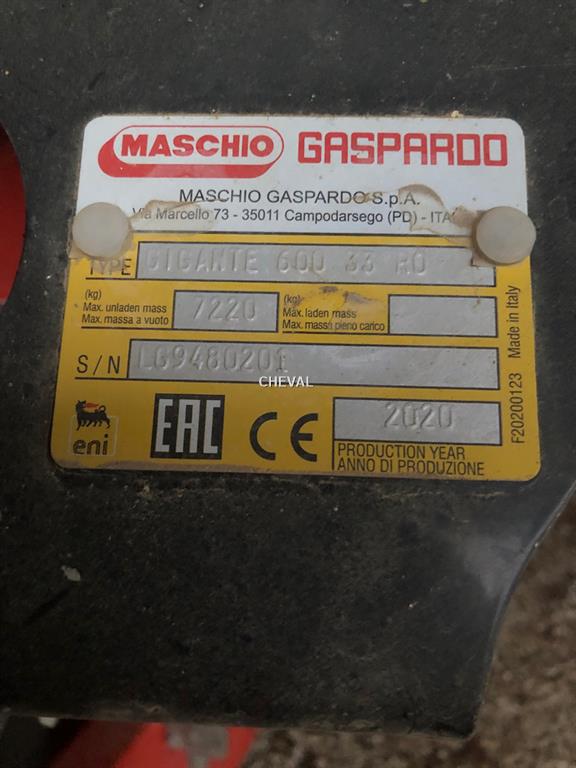 MASCHIO GASPARDO
MASCHIO GASPARDO S.p.A.
Via Marcello 73 - 35011 Campodarsego (PD) - ITAL
TYPE GIGANTE 600 33 RO
(kg)
Max. unladen mass
Max. massa a vuoto
7220
(kg)
Max. laden mass
Max. massa pieno carico
S/N LG9480201
CHEVAL
eni
EAC
CE
2020
PRODUCTION YEAR
ANNO DI PRODUZIONE
F20200123 Made in Italy